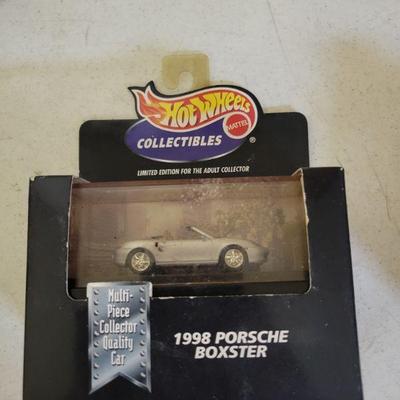 HOT WHEELS
MATTEL
COLLECTIBLES
LIMITED EDITION FOR THE ADULT COLLECTOR
Multi-
Piece
Collector
Quality
Car
1998 PORSCHE
BOXSTER